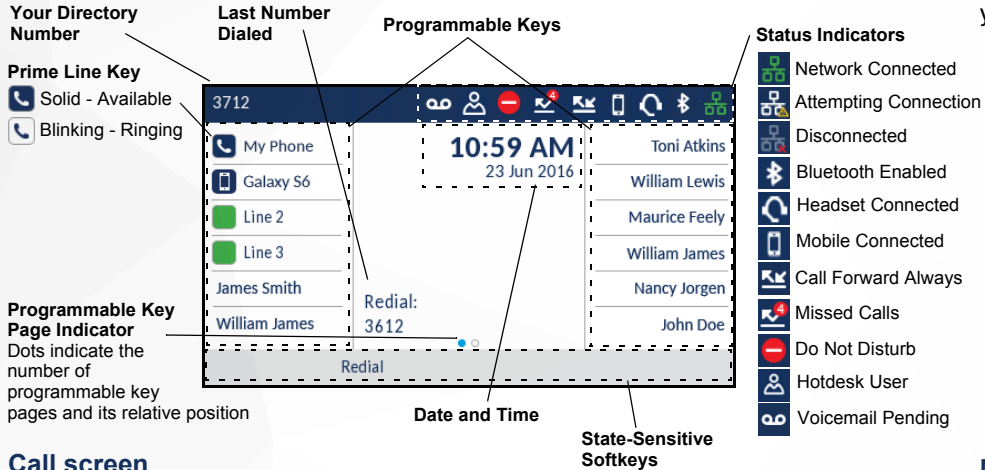 Your Directory
Number
Last Number
Dialed
Programmable Keys
Status Indicators
Prime Line Key
Solid - Available
Blinking - Ringing
3712
4
My Phone
Galaxy S6
Line 2
Line 3
James Smith
William James
10:59 AM
23 Jun 2016
Redial:
3612
Toni Atkins
William Lewis
Maurice Feely
William James
Nancy Jorgen
John Doe
Redial
Network Connected
Attempting Connection
Disconnected
Bluetooth Enabled
Headset Connected
Mobile Connected
Call Forward Always
4
Missed Calls
Do Not Disturb
Hotdesk User
Voicemail Pending
Programmable Key
Page Indicator
Dots indicate the
number of
programmable key
pages and its relative position
Date and Time
State-Sensitive
Softkeys
Call screen